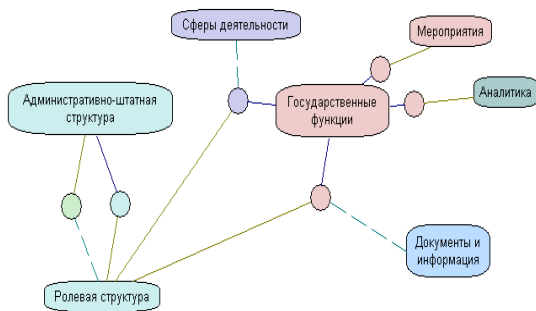 Сферы деятельности
Мероприятия
Административно-штатная
структура
Государственные
функции
Аналитика
Документы и
информация
Ролевая структура